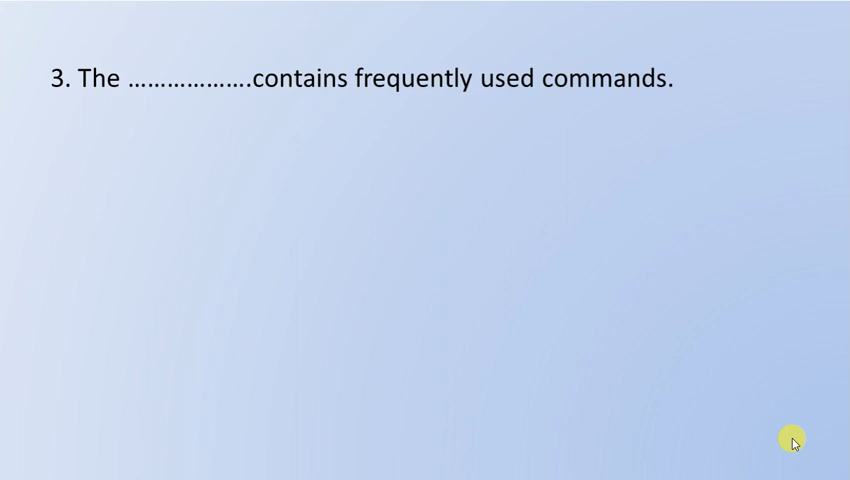 3. The ……………….contains frequently used commands.